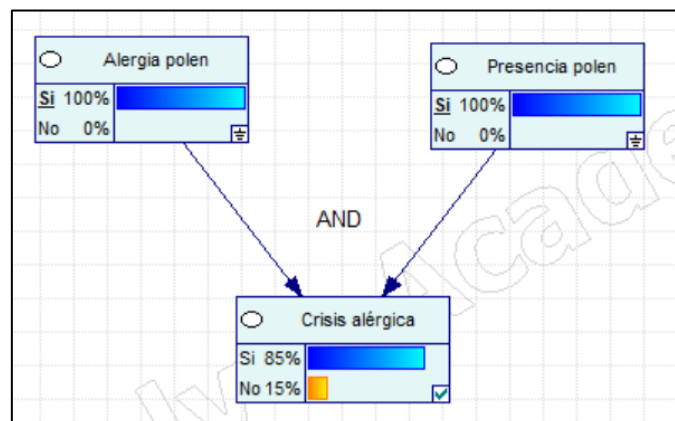 Alergia polen
Si 100%
No 0%
Presencia polen
Si 100%
No 0%
AND
Crisis alérgica
Si 85%
No 15%